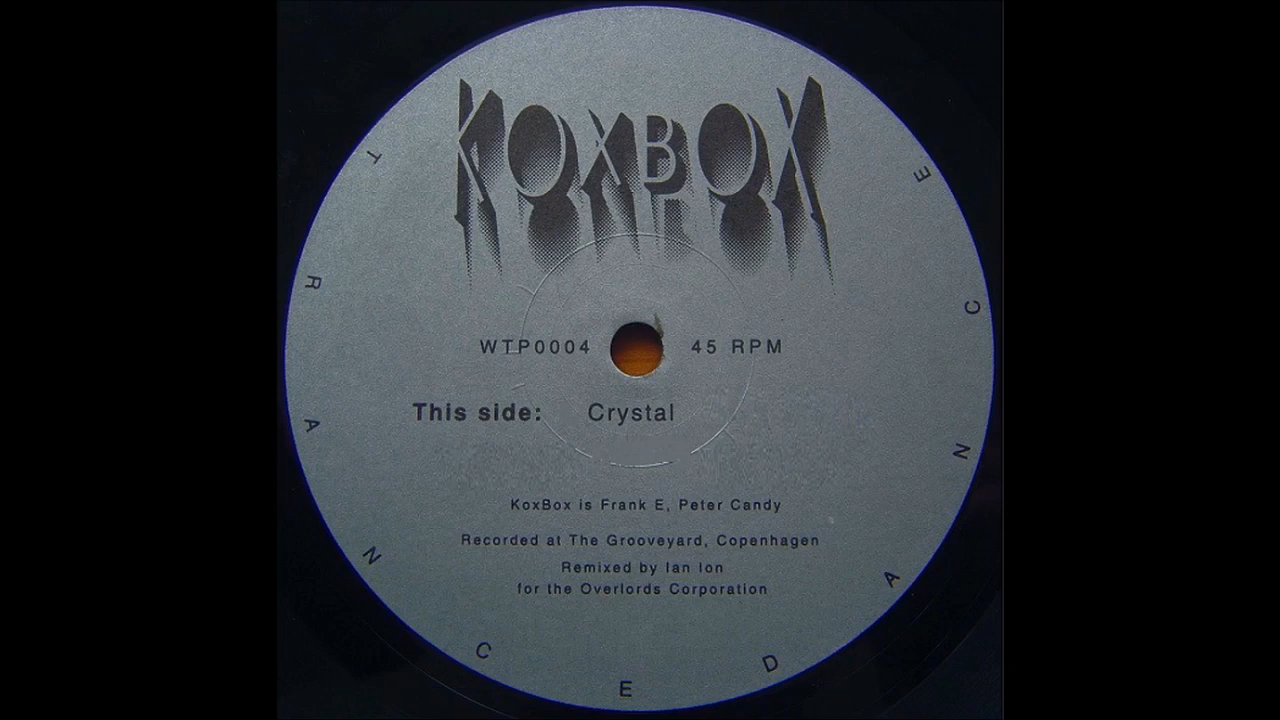 KOXBOX
WTP0004 45 RPM
This side: Crystal
KoxBox is Frank E, Peter Candy
Recorded at The Grooveyard, Copenhagen
Remixed by Ian Ion
for the Overlords Corporation
TRANCEDANCE